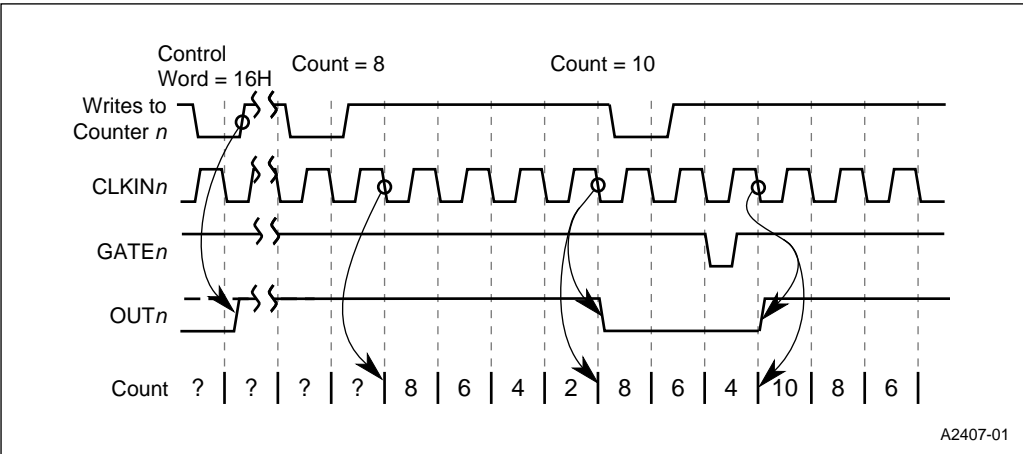 Control
Word = 16H
Count = 8
Count = 10
Writes to
Counter n
CLKINn
GATEn
OUTn
Count ? ? ? ? 8 6 4 2 8 6 4 10 8 6
A2407-01